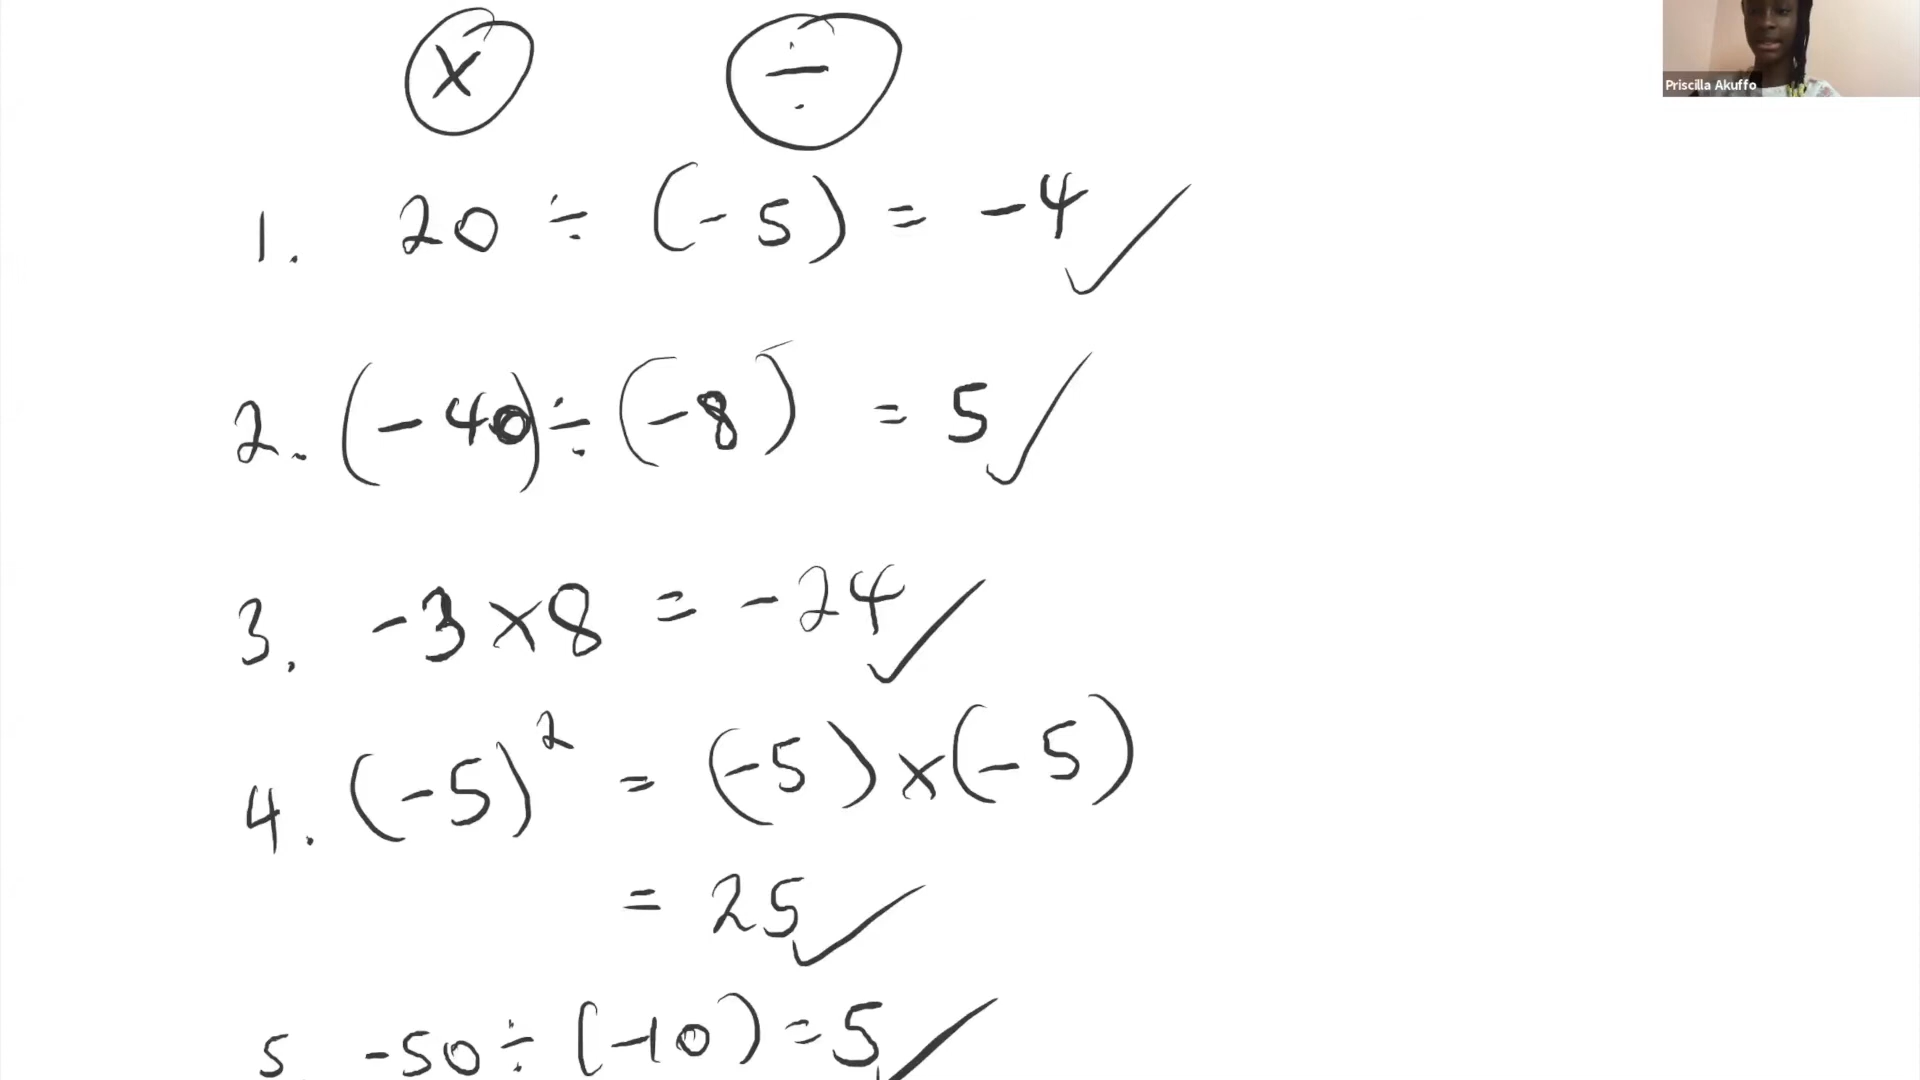 × ÷
Priscilla Akuffo
1. 20 ÷ (-5) = -4
2. (-40) ÷ (-8) = 5
3. -3 × 8 = -24
4. (-5)² = (-5) × (-5)
= 25
5. -50 ÷ (-10) = 5